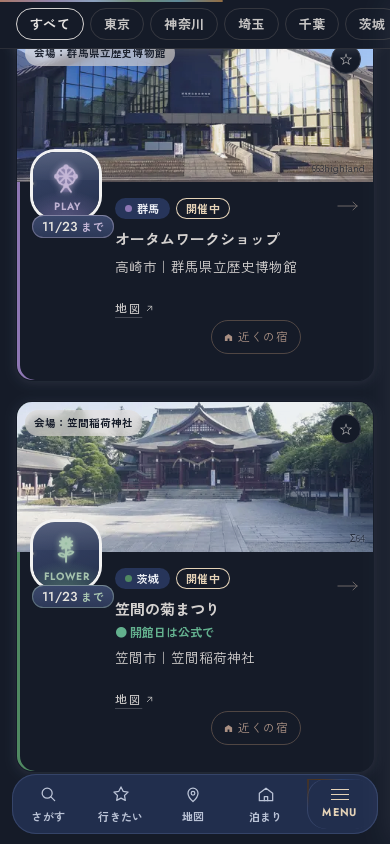 すべて 東京 神奈川 埼玉 千葉 茨城
会場：群馬県立歴史博物館
PLAY
11/23 まで
群馬 開催中
オータムワークショップ
高崎市｜群馬県立歴史博物館
地図
近くの宿
会場：笠間稲荷神社
Σ64
FLOWER
11/23 まで
茨城 開催中
笠間の菊まつり
開館日は公式で
笠間市｜笠間稲荷神社
地図
近くの宿
さがす 行きたい 地図 泊まり MENU